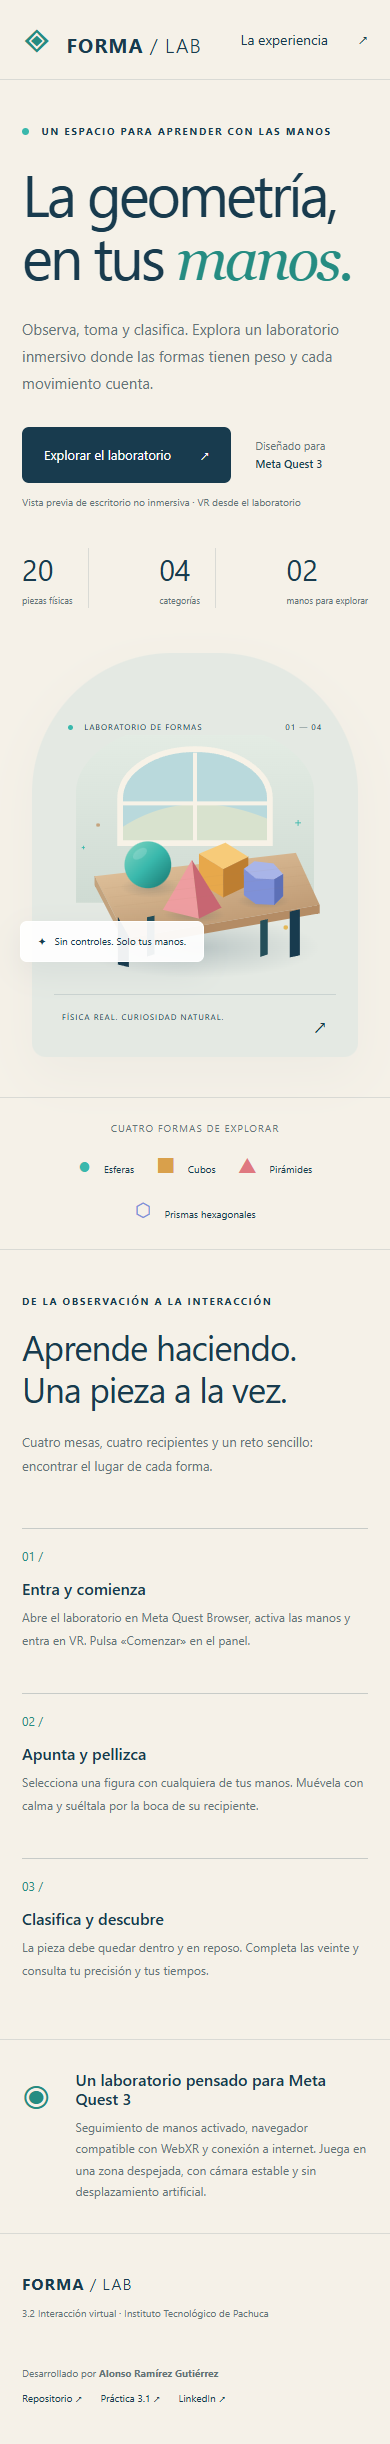 FORMA / LAB
La experiencia ↗
UN ESPACIO PARA APRENDER CON LAS MANOS
La geometría,
en tus manos.
Observa, toma y clasifica. Explora un laboratorio
inmersivo donde las formas tienen peso y cada
movimiento cuenta.
Explorar el laboratorio ↗
Diseñado para
Meta Quest 3
Vista previa de escritorio no inmersiva · VR desde el laboratorio
20
piezas físicas
04
categorías
02
manos para explorar
LABORATORIO DE FORMAS
01 — 04
Sin controles. Solo tus manos.
FÍSICA REAL. CURIOSIDAD NATURAL.
↗
CUATRO FORMAS DE EXPLORAR
Esferas
Cubos
Pirámides
Prismas hexagonales
DE LA OBSERVACIÓN A LA INTERACCIÓN
Aprende haciendo.
Una pieza a la vez.
Cuatro mesas, cuatro recipientes y un reto sencillo:
encontrar el lugar de cada forma.
01 /
Entra y comienza
Abre el laboratorio en Meta Quest Browser, activa las manos y
entra en VR. Pulsa «Comenzar» en el panel.
02 /
Apunta y pellizca
Selecciona una figura con cualquiera de tus manos. Muévela con
calma y suéltala por la boca de su recipiente.
03 /
Clasifica y descubre
La pieza debe quedar dentro y en reposo. Completa las veinte y
consulta tu precisión y tus tiempos.
Un laboratorio pensado para Meta
Quest 3
Seguimiento de manos activado, navegador
compatible con WebXR y conexión a internet. Juega en
una zona despejada, con cámara estable y sin
desplazamiento artificial.
FORMA / LAB
3.2 Interacción virtual · Instituto Tecnológico de Pachuca
Desarrollado por Alonso Ramírez Gutiérrez
Repositorio ↗ Práctica 3.1 ↗ LinkedIn ↗